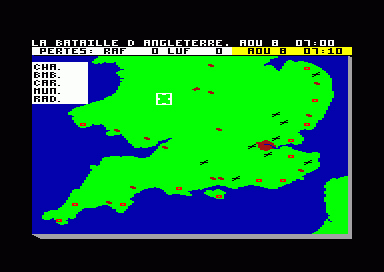 LA BATAILLE D ANGLETERRE. AOU 8  07:00
PERTES: RAF  0 LUF  0  AOU 8  07:10
CHA.
BMB.
CAR.
MUN.
RAD.